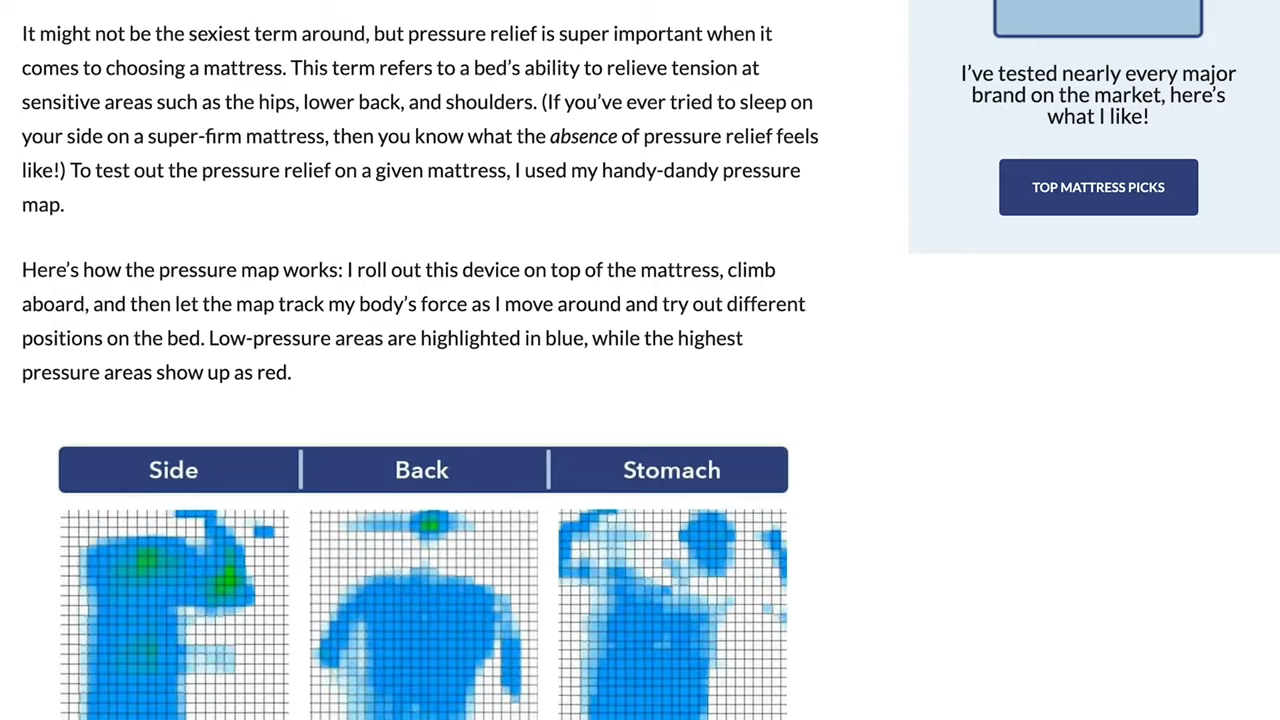 It might not be the sexiest term around, but pressure relief is super important when it
comes to choosing a mattress. This term refers to a bed’s ability to relieve tension at
sensitive areas such as the hips, lower back, and shoulders. (If you’ve ever tried to sleep on
your side on a super-firm mattress, then you know what the absence of pressure relief feels
like!) To test out the pressure relief on a given mattress, I used my handy-dandy pressure
map.
Here’s how the pressure map works: I roll out this device on top of the mattress, climb
aboard, and then let the map track my body’s force as I move around and try out different
positions on the bed. Low-pressure areas are highlighted in blue, while the highest
pressure areas show up as red.
Side
Back
Stomach
I’ve tested nearly every major
brand on the market, here’s
what I like!
TOP MATTRESS PICKS